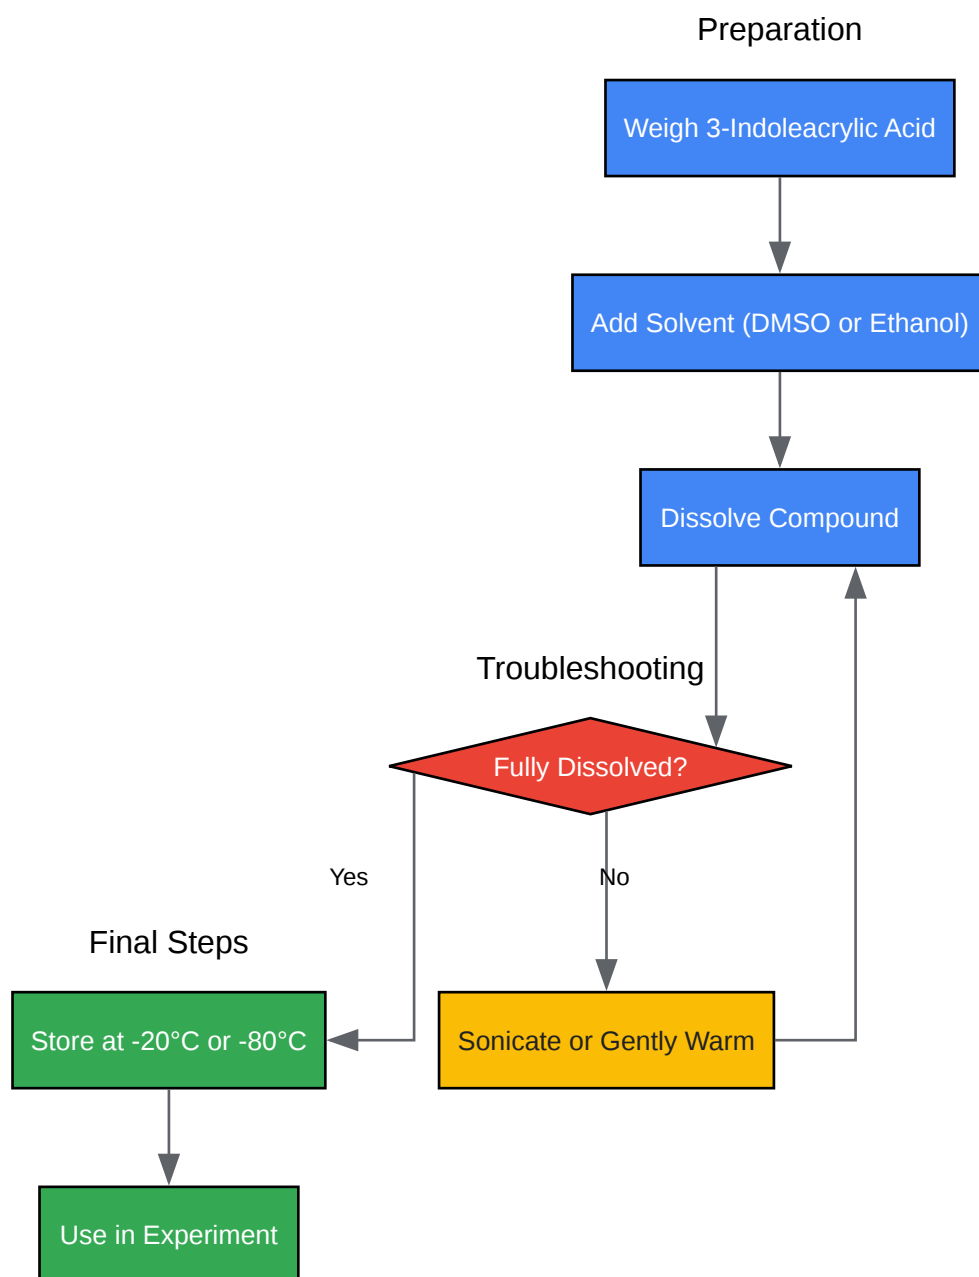 Preparation
Weigh 3-Indoleacrylic Acid
Add Solvent (DMSO or Ethanol)
Dissolve Compound
Troubleshooting
Fully Dissolved?
Yes
No
Final Steps
Store at -20°C or -80°C
Sonicate or Gently Warm
Use in Experiment